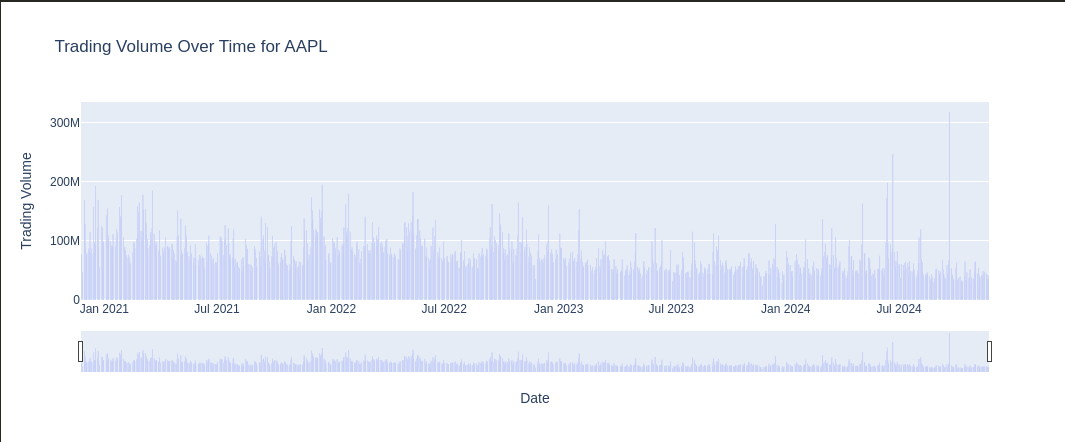 Trading Volume Over Time for AAPL
300M
200M
100M
0
Trading Volume
Jan 2021
Jul 2021
Jan 2022
Jul 2022
Jan 2023
Jul 2023
Jan 2024
Jul 2024
Date